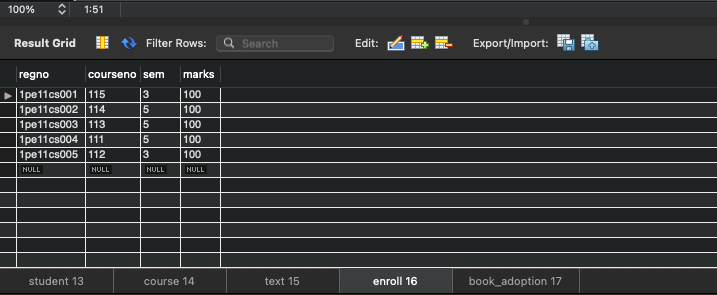 100% 1:51
Result Grid Filter Rows: Search Edit: Export/Import:
regno courseno sem marks
1pe11cs001 115 3 100
1pe11cs002 114 5 100
1pe11cs003 113 5 100
1pe11cs004 111 5 100
1pe11cs005 112 3 100
NULL NULL NULL NULL
student 13 course 14 text 15 enroll 16 book_adoption 17